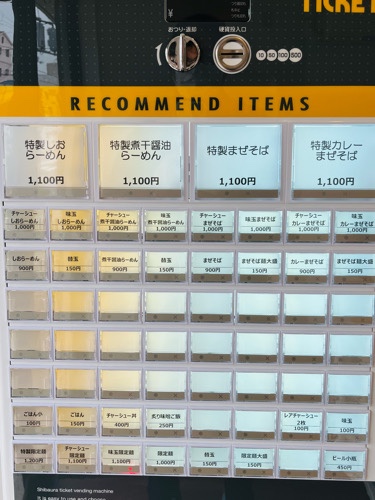 TICKET
¥
おつり・返却
硬貨投入口
10 50 100 500
RECOMMEND ITEMS
特製しお
らーめん
1,100円
特製煮干醤油
らーめん
1,100円
特製まぜそば
1,100円
特製カレー
まぜそば
1,100円
チャーシュー
しおらーめん
1,000円
味玉
しおらーめん
1,000円
チャーシュー
煮干醤油らーめん
1,000円
味玉
煮干醤油らーめん
1,000円
チャーシュー
まぜそば
1,000円
味玉まぜそば
1,000円
チャーシュー
カレーまぜそば
1,000円
味玉
カレーまぜそば
1,000円
しおらーめん
900円
替玉
150円
煮干醤油らーめん
900円
替玉
150円
まぜそば
900円
まぜそば麺大盛
150円
カレーまぜそば
900円
まぜそば麺大盛
150円
ごはん小
100円
ごはん
150円
チャーシュー丼
400円
炙り味噌ご飯
250円
レアチャーシュー
2枚
100円
味玉
100円
特製限定麺
1,200円
チャーシュー
限定麺
1,100円
味玉限定麺
1,100円
限定麺
1,000円
替玉
150円
限定麺大盛
150円
ビール小瓶
450円
Shibaura ticket vending machine
It is easy to use and choose